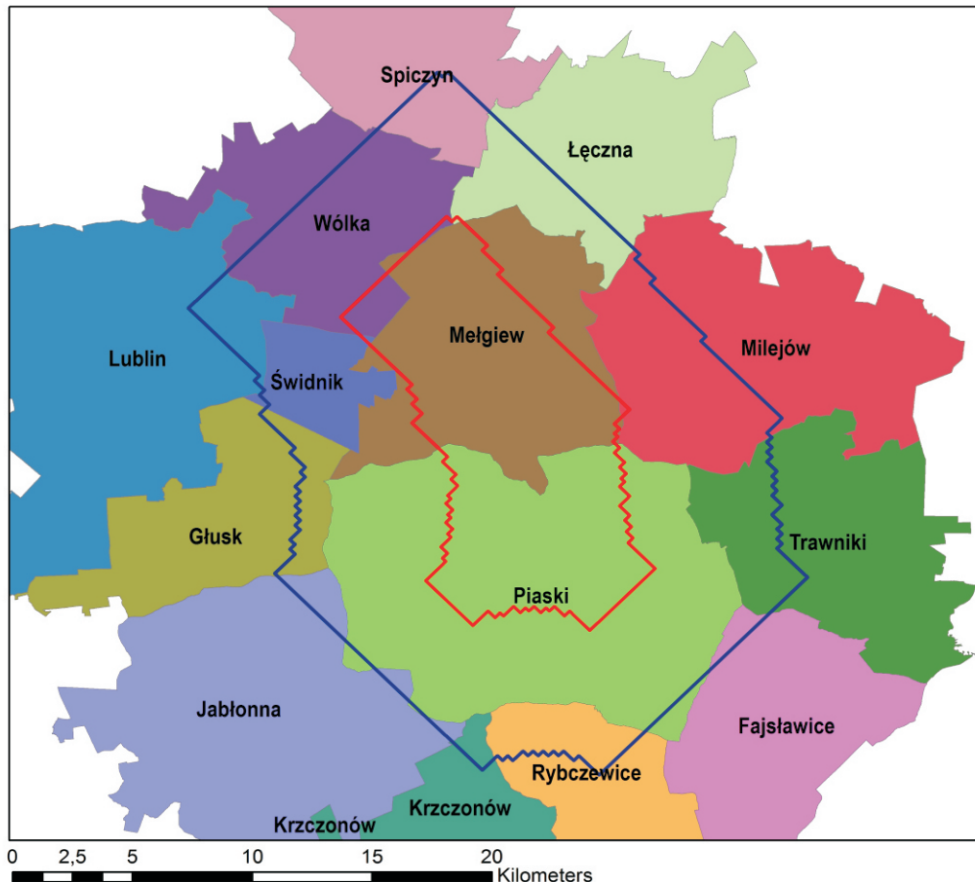 Spiczyn
Łęczna
Wólka
Mełgiew
Milejów
Lublin
Świdnik
Głusk
Trawniki
Piaski
Jabłonna
Fajsławice
Rybczewice
Krzczonów
Krzczonów
0 2,5 5 10 15 20
Kilometers